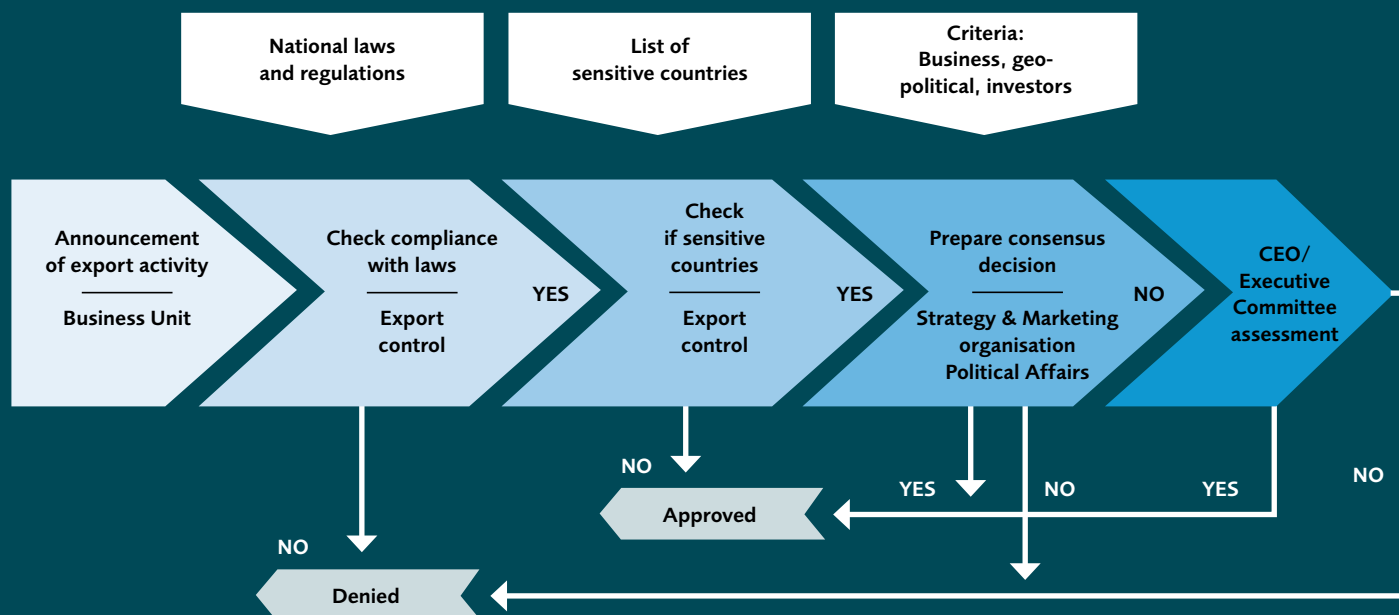 National laws
and regulations
List of
sensitive countries
Criteria:
Business, geo-
political, investors
Announcement
of export activity
Business Unit
Check compliance
with laws
Export
control
YES
Check
if sensitive
countries
Export
control
YES
Prepare consensus
decision
Strategy & Marketing
organisation
Political Affairs
NO
CEO/
Executive
Committee
assessment
NO
Approved
YES
NO
YES
NO
NO
Denied